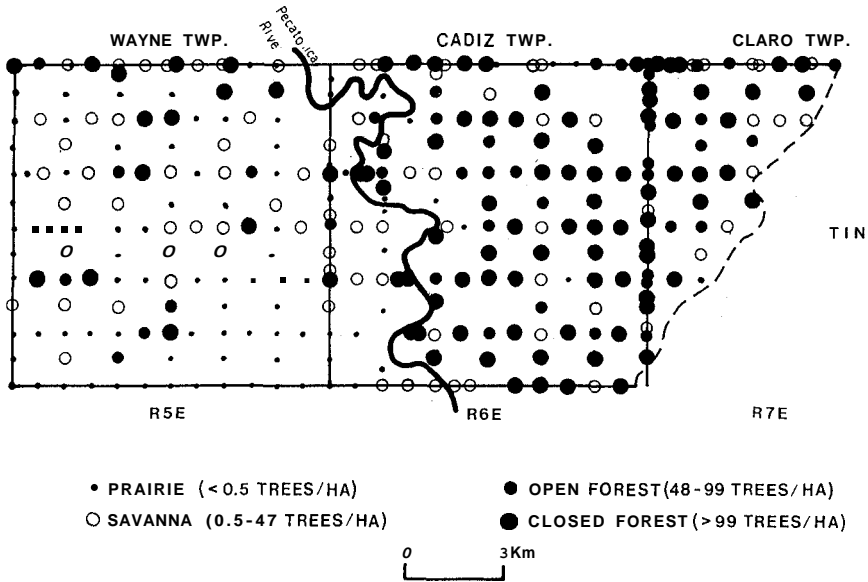 Pecatonica
Rive
WAYNE TWP.
CADIZ TWP.
CLARO TWP.
TIN
R5E
R6E
R7E
PRAIRIE (<0.5 TREES/HA)
OPEN FOREST (48-99 TREES/HA)
SAVANNA (0.5-47 TREES/HA)
CLOSED FOREST (>99 TREES/HA)
0 3Km